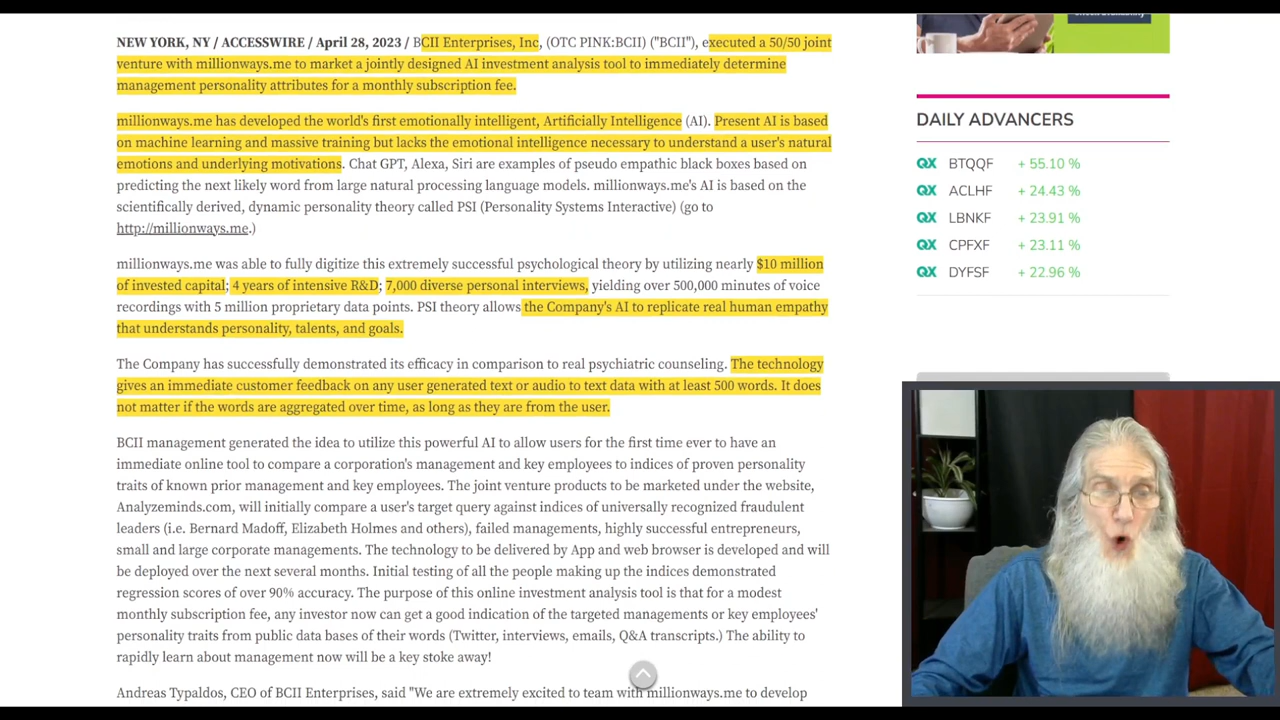 NEW YORK, NY / ACCESSWIRE / April 28, 2023 / BCII Enterprises, Inc, (OTC PINK:BCII) ("BCII"), executed a 50/50 joint
venture with millionways.me to market a jointly designed AI investment analysis tool to immediately determine
management personality attributes for a monthly subscription fee.
millionways.me has developed the world's first emotionally intelligent, Artificially Intelligence (AI). Present AI is based
on machine learning and massive training but lacks the emotional intelligence necessary to understand a user's natural
emotions and underlying motivations. Chat GPT, Alexa, Siri are examples of pseudo empathic black boxes based on
predicting the next likely word from large natural processing language models. millionways.me's AI is based on the
scientifically derived, dynamic personality theory called PSI (Personality Systems Interactive) (go to
http://millionways.me.)
millionways.me was able to fully digitize this extremely successful psychological theory by utilizing nearly $10 million
of invested capital; 4 years of intensive R&D; 7,000 diverse personal interviews, yielding over 500,000 minutes of voice
recordings with 5 million proprietary data points. PSI theory allows the Company's AI to replicate real human empathy
that understands personality, talents, and goals.
The Company has successfully demonstrated its efficacy in comparison to real psychiatric counseling. The technology
gives an immediate customer feedback on any user generated text or audio to text data with at least 500 words. It does
not matter if the words are aggregated over time, as long as they are from the user.
BCII management generated the idea to utilize this powerful AI to allow users for the first time ever to have an
immediate online tool to compare a corporation's management and key employees to indices of proven personality
traits of known prior management and key employees. The joint venture products to be marketed under the website,
Analyzeminds.com, will initially compare a user's target query against indices of universally recognized fraudulent
leaders (i.e. Bernard Madoff, Elizabeth Holmes and others), failed managements, highly successful entrepreneurs,
small and large corporate managements. The technology to be delivered by App and web browser is developed and will
be deployed over the next several months. Initial testing of all the people making up the indices demonstrated
regression scores of over 90% accuracy. The purpose of this online investment analysis tool is that for a modest
monthly subscription fee, any investor now can get a good indication of the targeted managements or key employees'
personality traits from public data bases of their words (Twitter, interviews, emails, Q&A transcripts.) The ability to
rapidly learn about management now will be a key stoke away!
Andreas Typaldos, CEO of BCII Enterprises, said "We are extremely excited to team with millionways.me to develop
DAILY ADVANCERS
QX BTQQF + 55.10 %
QX ACLHF + 24.43 %
QX LBNKF + 23.91 %
QX CPFXF + 23.11 %
QX DYFSF + 22.96 %